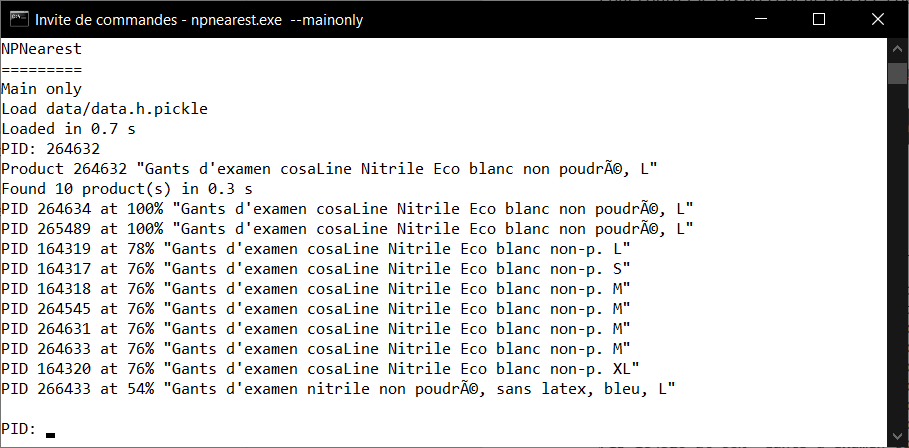 Invite de commandes - npnearest.exe  --mainonly
NPNearest
=========
Main only
Load data/data.h.pickle
Loaded in 0.7 s
PID: 264632
Product 264632 "Gants d'examen cosaLine Nitrile Eco blanc non poudrÃ©, L"
Found 10 product(s) in 0.3 s
PID 264634 at 100% "Gants d'examen cosaLine Nitrile Eco blanc non poudrÃ©, L"
PID 265489 at 100% "Gants d'examen cosaLine Nitrile Eco blanc non poudrÃ©, L"
PID 164319 at 78% "Gants d'examen cosaLine Nitrile Eco blanc non-p. L"
PID 164317 at 76% "Gants d'examen cosaLine Nitrile Eco blanc non-p. S"
PID 164318 at 76% "Gants d'examen cosaLine Nitrile Eco blanc non-p. M"
PID 264545 at 76% "Gants d'examen cosaLine Nitrile Eco blanc non-p. M"
PID 264631 at 76% "Gants d'examen cosaLine Nitrile Eco blanc non-p. M"
PID 264633 at 76% "Gants d'examen cosaLine Nitrile Eco blanc non-p. M"
PID 164320 at 76% "Gants d'examen cosaLine Nitrile Eco blanc non-p. XL"
PID 266433 at 54% "Gants d'examen nitrile non poudrÃ©, sans latex, bleu, L"
PID: